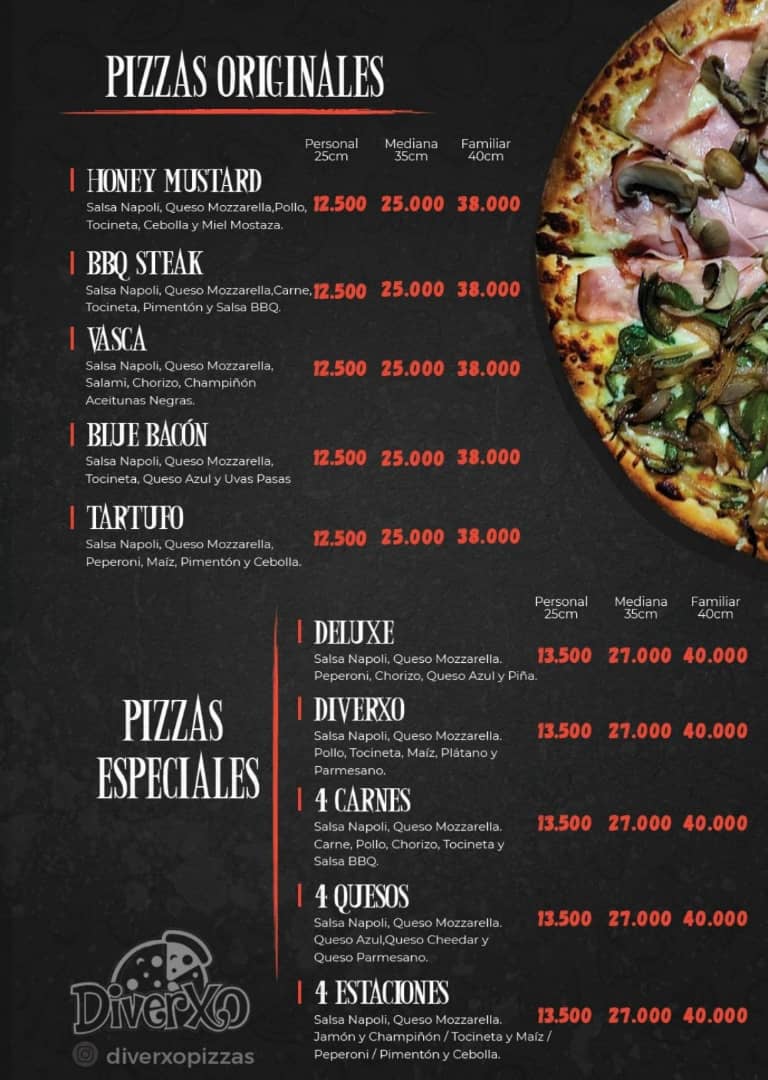 PIZZAS ORIGINALES
Personal Mediana Familiar
25cm 35cm 40cm
HONEY MUSTARD
Salsa Napoli, Queso Mozzarella,Pollo, 12.500 25.000 38.000
Tocineta, Cebolla y Miel Mostaza.
BBQ STEAK
Salsa Napoli, Queso Mozzarella,Carne, 12.500 25.000 38.000
Tocineta, Pimentón y Salsa BBQ.
VASCA
Salsa Napoli, Queso Mozzarella, 12.500 25.000 38.000
Salami, Chorizo, Champiñón
Aceitunas Negras.
BLUE BACÓN
Salsa Napoli, Queso Mozzarella, 12.500 25.000 38.000
Tocineta, Queso Azul y Uvas Pasas
TARTUFO
Salsa Napoli, Queso Mozzarella, 12.500 25.000 38.000
Peperoni, Maíz, Pimentón y Cebolla.
PIZZAS
ESPECIALES
Personal Mediana Familiar
25cm 35cm 40cm
DELUXE
Salsa Napoli, Queso Mozzarella. 13.500 27.000 40.000
Peperoni, Chorizo, Queso Azul y Piña.
DIVERXO
Salsa Napoli, Queso Mozzarella. 13.500 27.000 40.000
Pollo, Tocineta, Maíz, Plátano y
Parmesano.
4 CARNES
Salsa Napoli, Queso Mozzarella. 13.500 27.000 40.000
Carne, Pollo, Chorizo, Tocineta y
Salsa BBQ.
4 QUESOS
Salsa Napoli, Queso Mozzarella. 13.500 27.000 40.000
Queso Azul,Queso Cheedar y
Queso Parmesano.
4 ESTACIONES
Salsa Napoli, Queso Mozzarella. 13.500 27.000 40.000
Jamón y Champiñón / Tocineta y Maíz /
Peperoni / Pimentón y Cebolla.
DiverXo
diverxopizzas